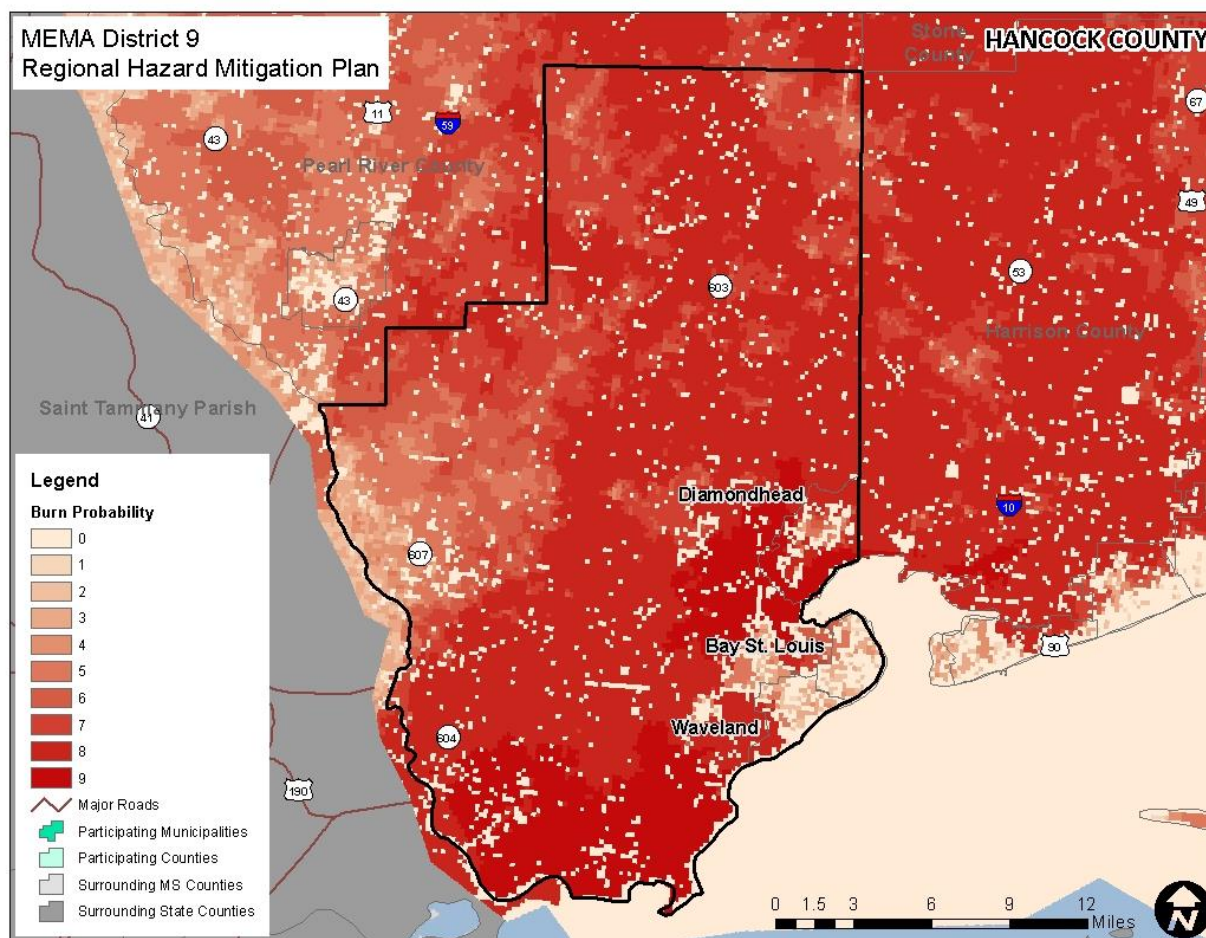 MEMA District 9
Regional Hazard Mitigation Plan
HANCOCK COUNTY
Stone
County
67
11
59
43
Pearl River County
49
53
603
43
Harrison County
Saint Tammany Parish
41
Diamondhead
10
607
Bay St. Louis
90
Waveland
604
190
Legend
Burn Probability
0
1
2
3
4
5
6
7
8
9
Major Roads
Participating Municipalities
Participating Counties
Surrounding MS Counties
Surrounding State Counties
0 1.5 3 6 9 12
Miles
N